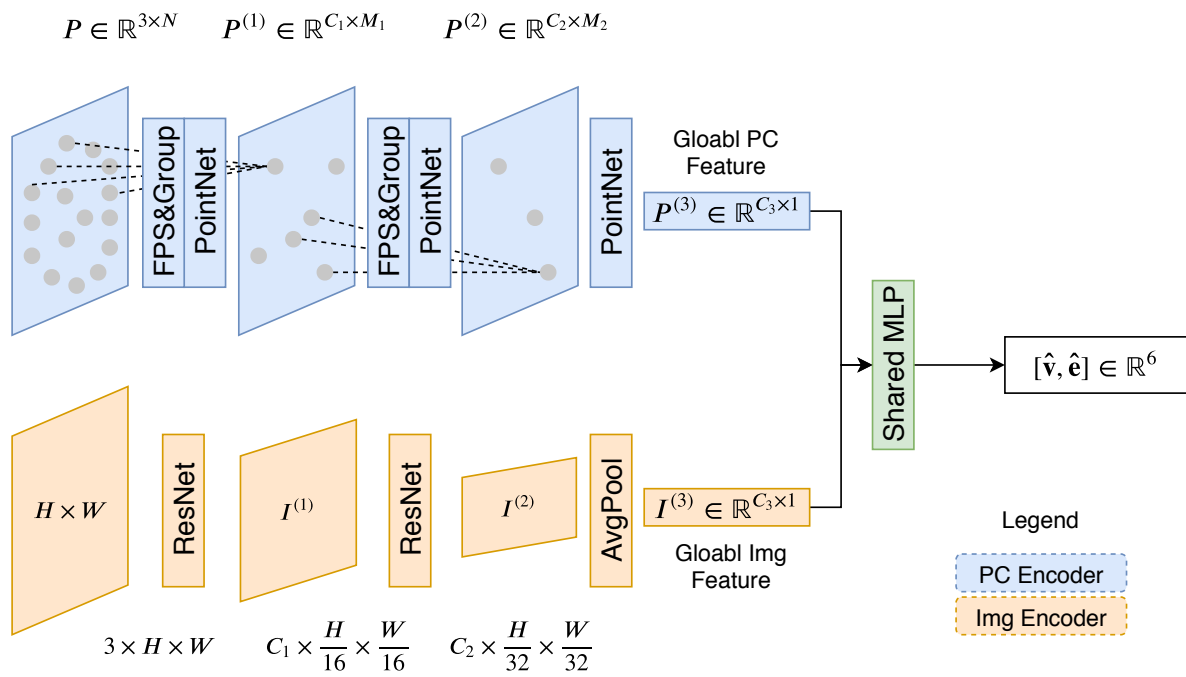 P ∈ ℝ^{3×N}
P^{(1)} ∈ ℝ^{C_1×M_1}
P^{(2)} ∈ ℝ^{C_2×M_2}
FPS&Group
PointNet
FPS&Group
PointNet
PointNet
Gloabl PC
Feature
P^{(3)} ∈ ℝ^{C_3×1}
Shared MLP
[v̂, ê] ∈ ℝ^6
H × W
ResNet
I^{(1)}
ResNet
I^{(2)}
AvgPool
I^{(3)} ∈ ℝ^{C_3×1}
Gloabl Img
Feature
3 × H × W
C_1 × H/16 × W/16
C_2 × H/32 × W/32
Legend
PC Encoder
Img Encoder